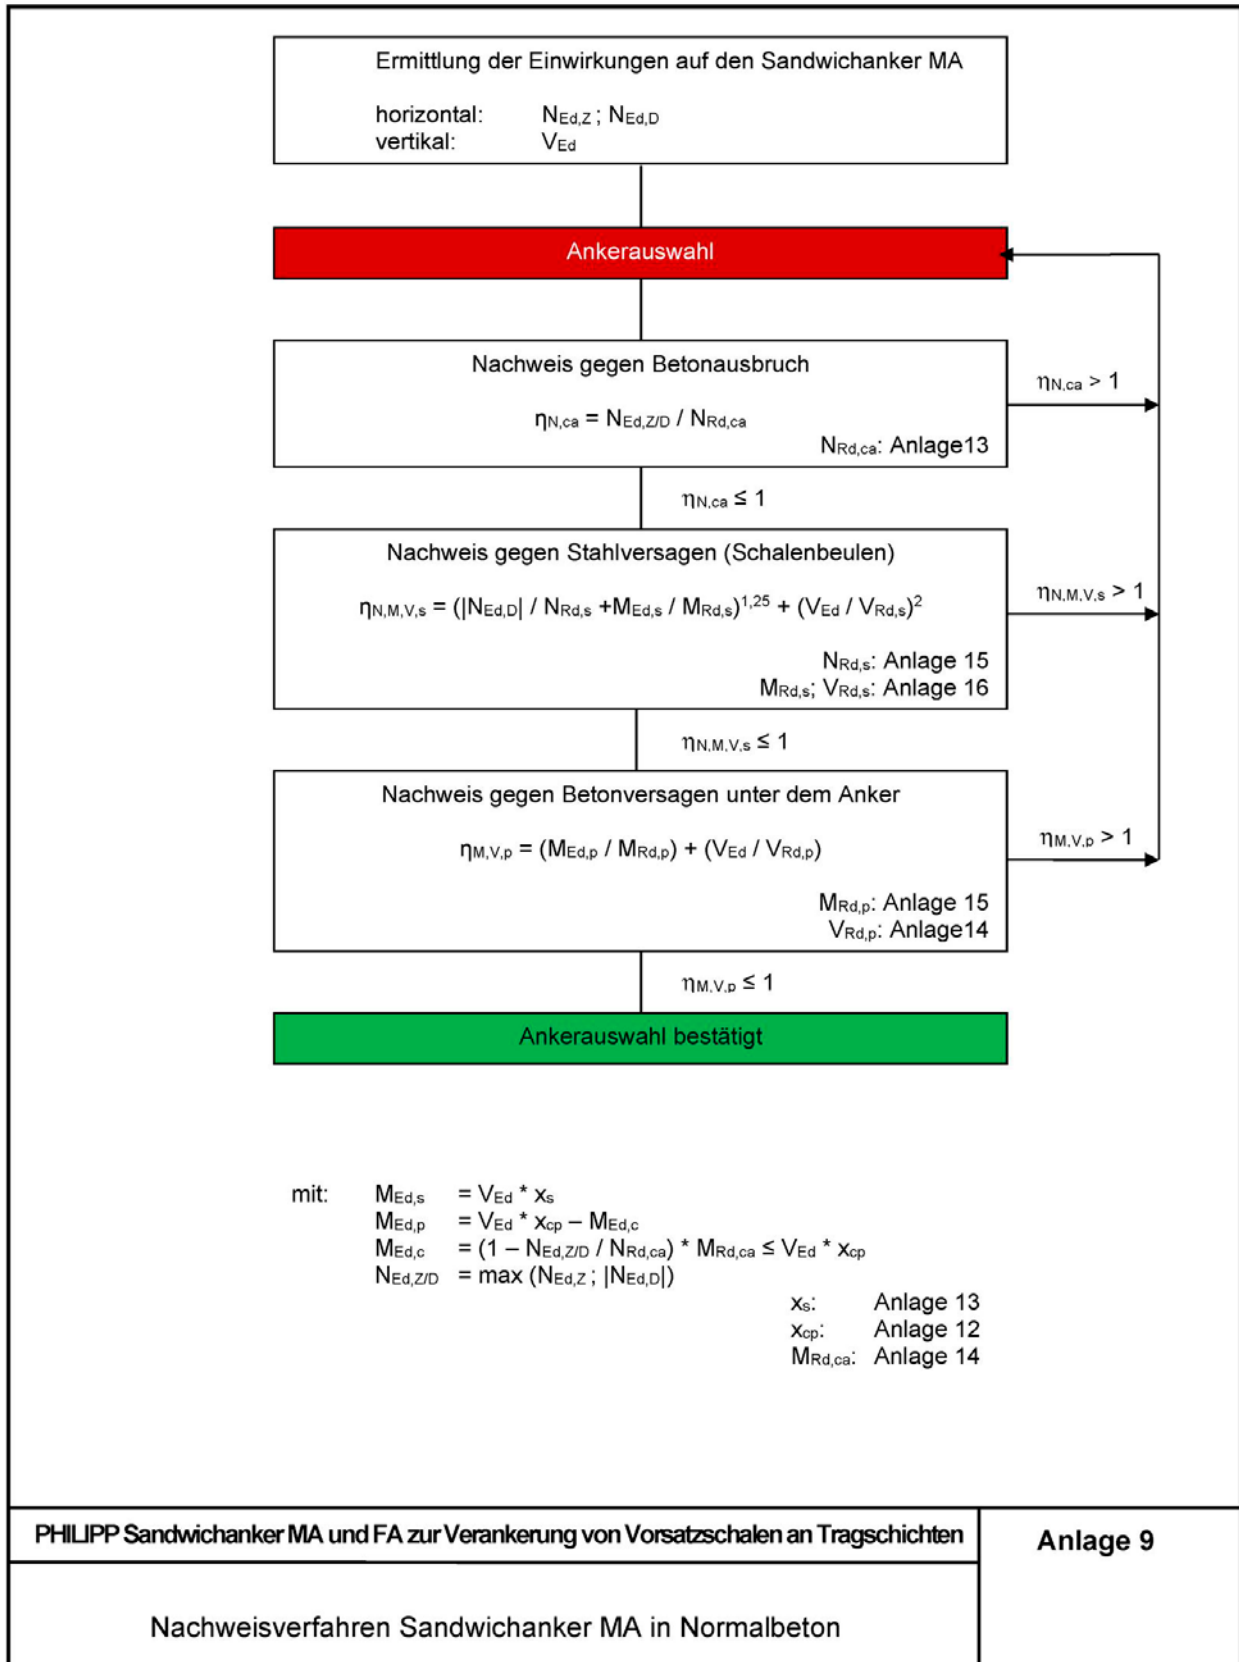 Ermittlung der Einwirkungen auf den Sandwichanker MA
horizontal: N_Ed,Z ; N_Ed,D
vertikal: V_Ed
Ankerauswahl
Nachweis gegen Betonausbruch
η_N,ca = N_Ed,Z/D / N_Rd,ca
N_Rd,ca: Anlage13
η_N,ca > 1
η_N,ca ≤ 1
Nachweis gegen Stahlversagen (Schalenbeulen)
η_N,M,V,s = (|N_Ed,D| / N_Rd,s +M_Ed,s / M_Rd,s)^1,25 + (V_Ed / V_Rd,s)^2
N_Rd,s: Anlage 15
M_Rd,s; V_Rd,s: Anlage 16
η_N,M,V,s > 1
η_N,M,V,s ≤ 1
Nachweis gegen Betonversagen unter dem Anker
η_M,V,p = (M_Ed,p / M_Rd,p) + (V_Ed / V_Rd,p)
M_Rd,p: Anlage 15
V_Rd,p: Anlage14
η_M,V,p > 1
η_M,V,p ≤ 1
Ankerauswahl bestätigt
mit: M_Ed,s = V_Ed * x_s
M_Ed,p = V_Ed * x_cp – M_Ed,c
M_Ed,c = (1 – N_Ed,Z/D / N_Rd,ca) * M_Rd,ca ≤ V_Ed * x_cp
N_Ed,Z/D = max (N_Ed,Z ; |N_Ed,D|)
x_s: Anlage 13
x_cp: Anlage 12
M_Rd,ca: Anlage 14
PHILIPP Sandwichanker MA und FA zur Verankerung von Vorsatzschalen an Tragschichten
Anlage 9
Nachweisverfahren Sandwichanker MA in Normalbeton